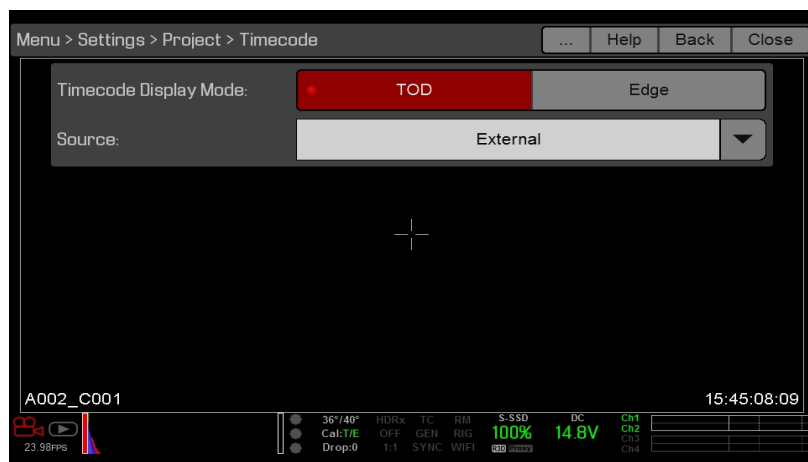 Menu > Settings > Project > Timecode ... Help Back Close
Timecode Display Mode: TOD Edge
Source: External
A002_C001 15:45:08:09
36°/40° HDRx TC RM S-SSD DC Ch1
Cal:T/E OFF GEN RIG 100% 14.8V Ch2
23.98FPS Drop:0 1:1 SYNC WIFI R3D Proxy Ch3
Ch4